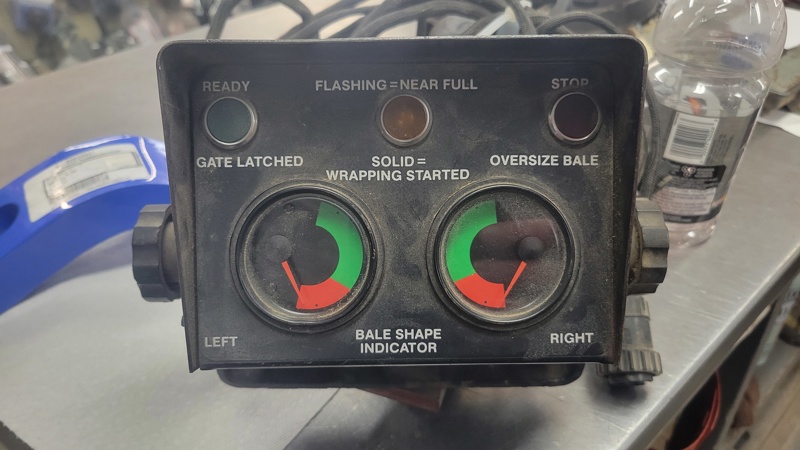 READY
FLASHING=NEAR FULL
STOP
GATE LATCHED
SOLID =
WRAPPING STARTED
OVERSIZE BALE
LEFT
BALE SHAPE
INDICATOR
RIGHT